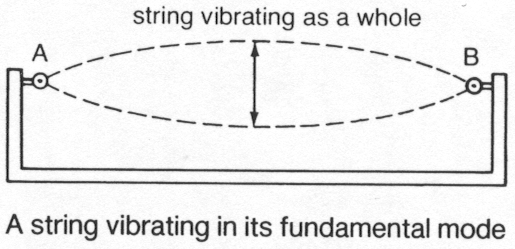 string vibrating as a whole
A
B
A string vibrating in its fundamental mode